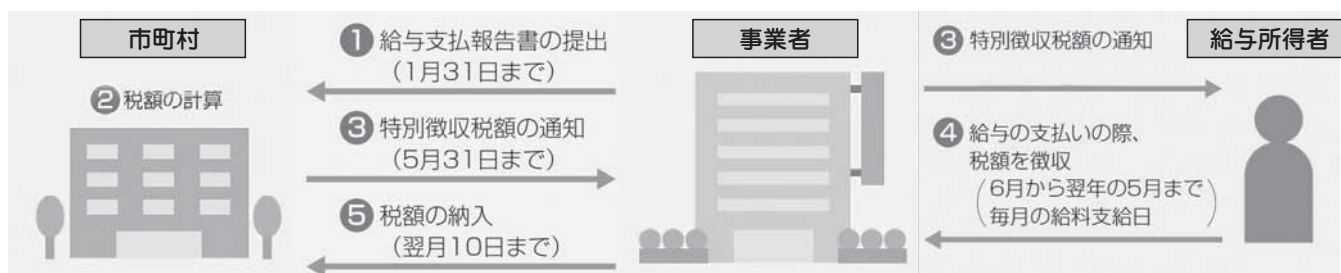 市町村
❷税額の計算
❶給与支払報告書の提出
(1月31日まで)
❸特別徴収税額の通知
(5月31日まで)
❺税額の納入
(翌月10日まで)
事業者
❸特別徴収税額の通知
❹給与の支払いの際、
税額を徴収
(6月から翌年の5月まで
毎月の給料支給日)
給与所得者